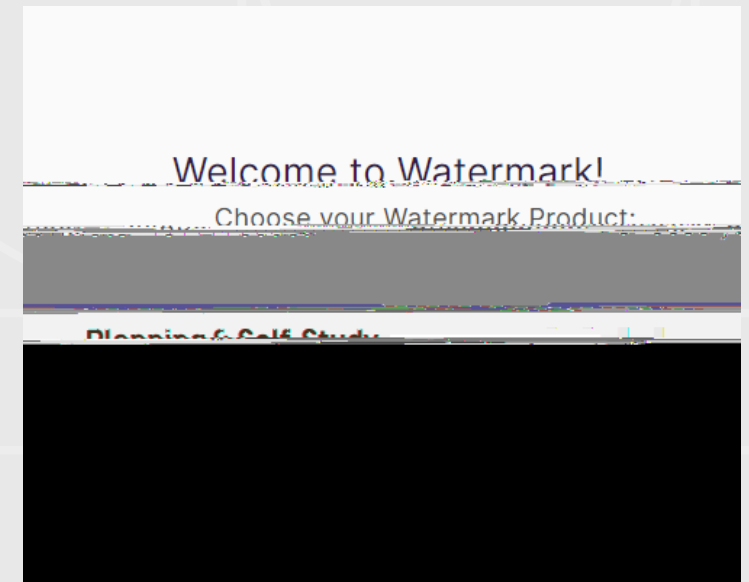 Welcome to Watermark!
Choose your Watermark Product:
Planning & Self-Study